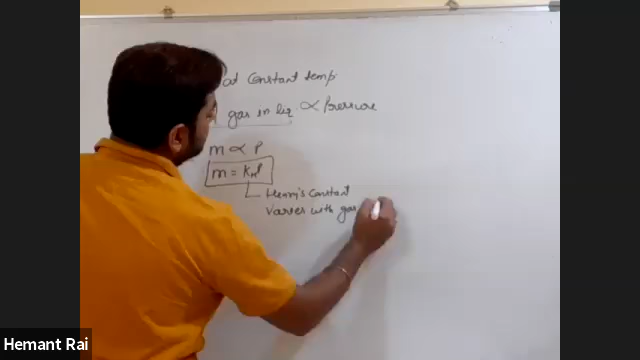 at Constant temp.
gas in liq. ∝ Pressure
m ∝ P
m = K_H P
Henry's Constant
Varies with gas
Hemant Rai